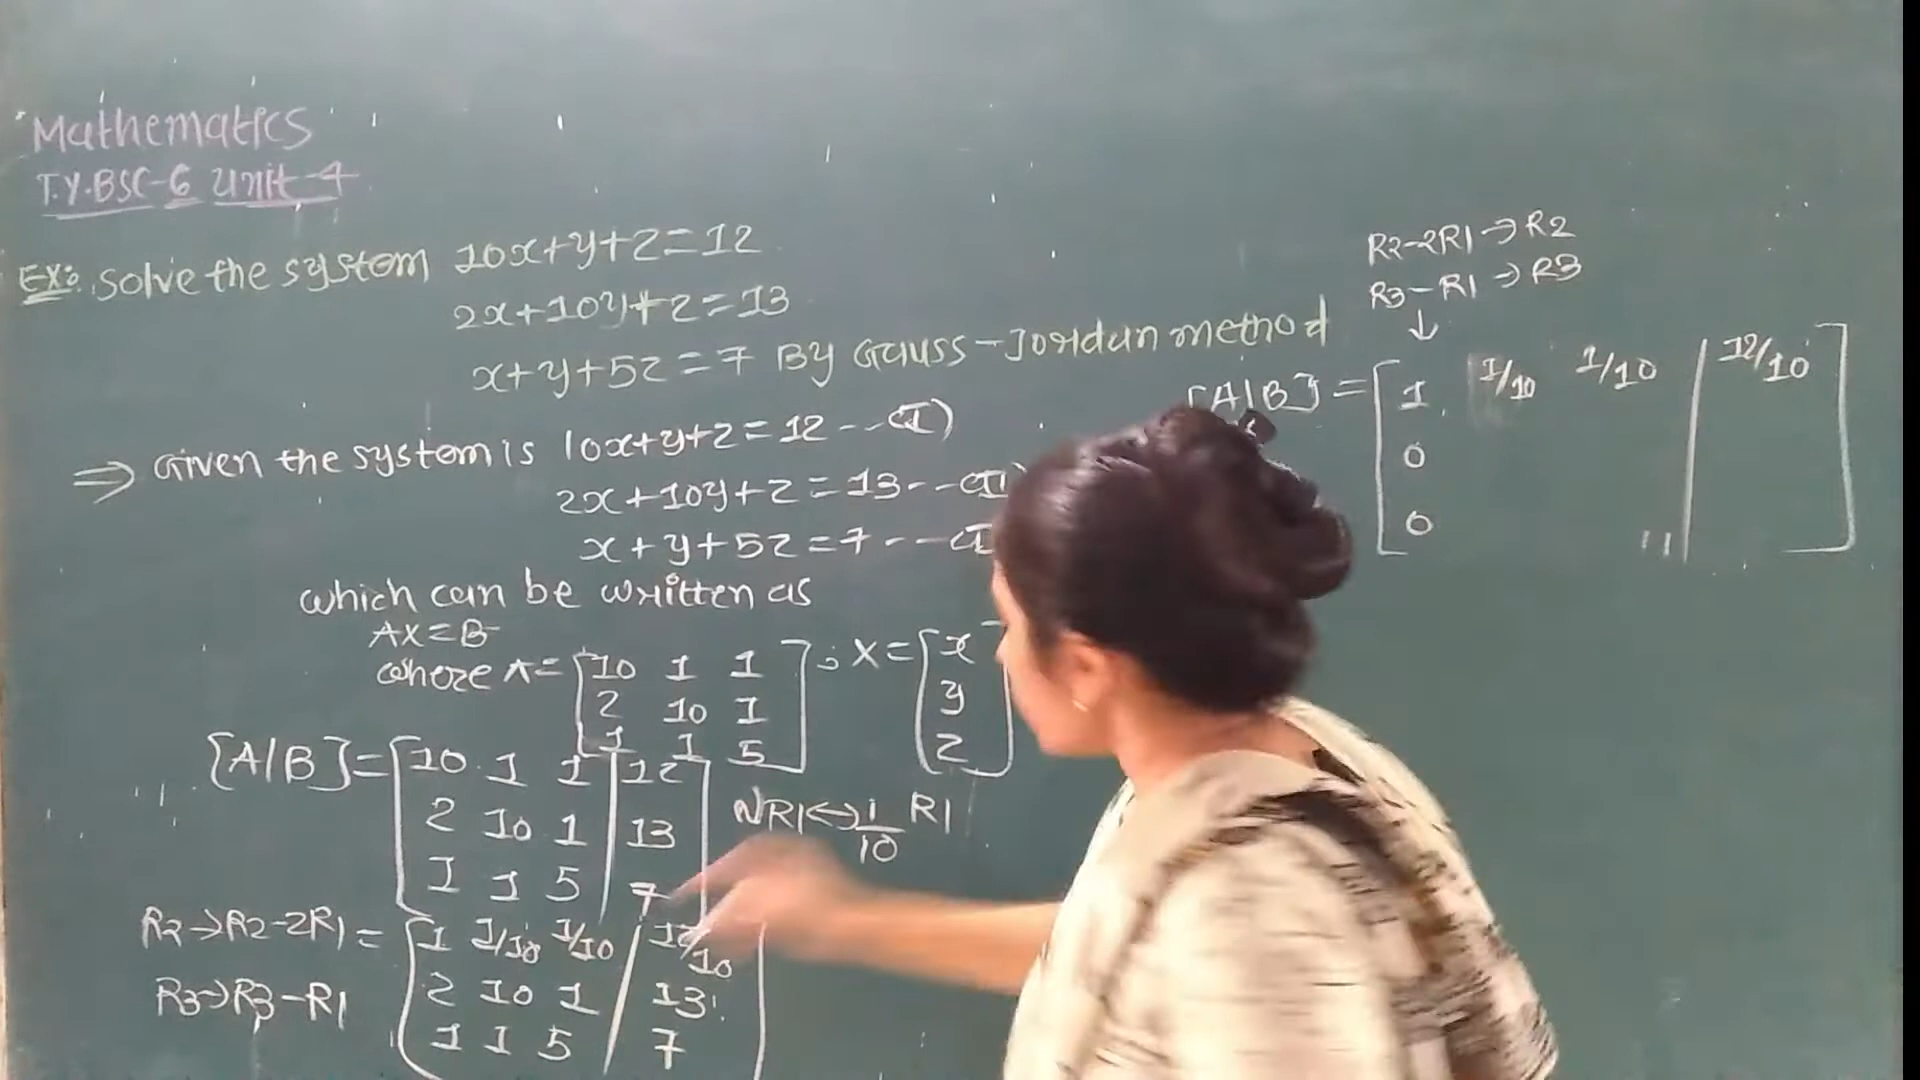 Mathematics
T.Y.BSC-6 Unit-4
Ex: Solve the system 10x+y+z=12
2x+10y+z=13
x+y+5z=7 By Gauss-Jordan method
⇒ Given the system is 10x+y+z=12 --(I)
2x+10y+z=13--(II)
x+y+5z=7---
which can be written as
AX=B
where A=[10 1 1 ; X=[x
2 10 1 y
1 1 5] z]
[A|B]=[10 1 1 | 12
2 10 1 | 13
1 1 5 | 7]
~R1↔1/10 R1
R2→R2-2R1 = [1 1/10 1/10 | 12/10
R3→R3-R1 2 10 1 | 13
1 1 5 | 7
R2-2R1→R2
R3-R1→R3
↓
[A|B]=[1 1/10 1/10 | 12/10]
0
0